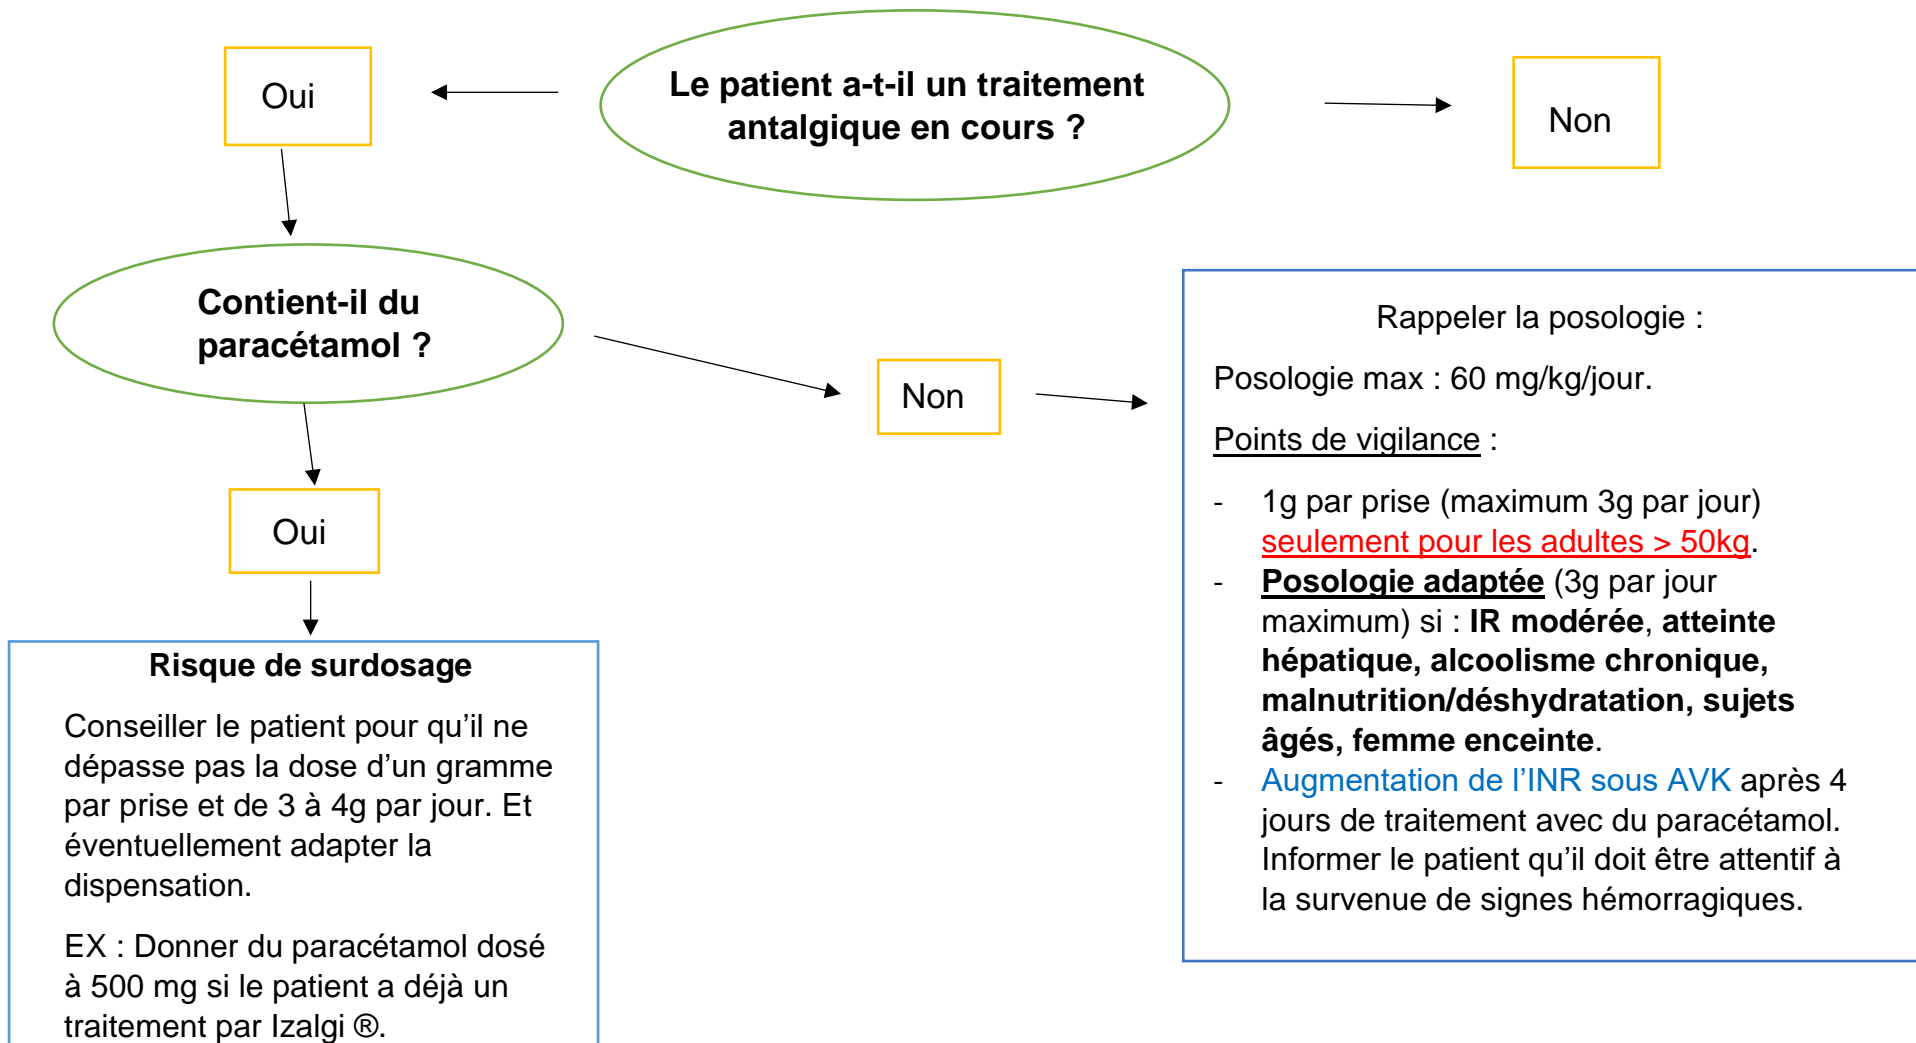 Le patient a-t-il un traitement
antalgique en cours ?
Oui
Non
Contient-il du
paracétamol ?
Non
Oui
Risque de surdosage
Conseiller le patient pour qu’il ne
dépasse pas la dose d’un gramme
par prise et de 3 à 4g par jour. Et
éventuellement adapter la
dispensation.
EX : Donner du paracétamol dosé
à 500 mg si le patient a déjà un
traitement par Izalgi ®.
Rappeler la posologie :
Posologie max : 60 mg/kg/jour.
Points de vigilance :
- 1g par prise (maximum 3g par jour)
seulement pour les adultes > 50kg.
- Posologie adaptée (3g par jour
maximum) si : IR modérée, atteinte
hépatique, alcoolisme chronique,
malnutrition/déshydratation, sujets
âgés, femme enceinte.
- Augmentation de l’INR sous AVK après 4
jours de traitement avec du paracétamol.
Informer le patient qu’il doit être attentif à
la survenue de signes hémorragiques.